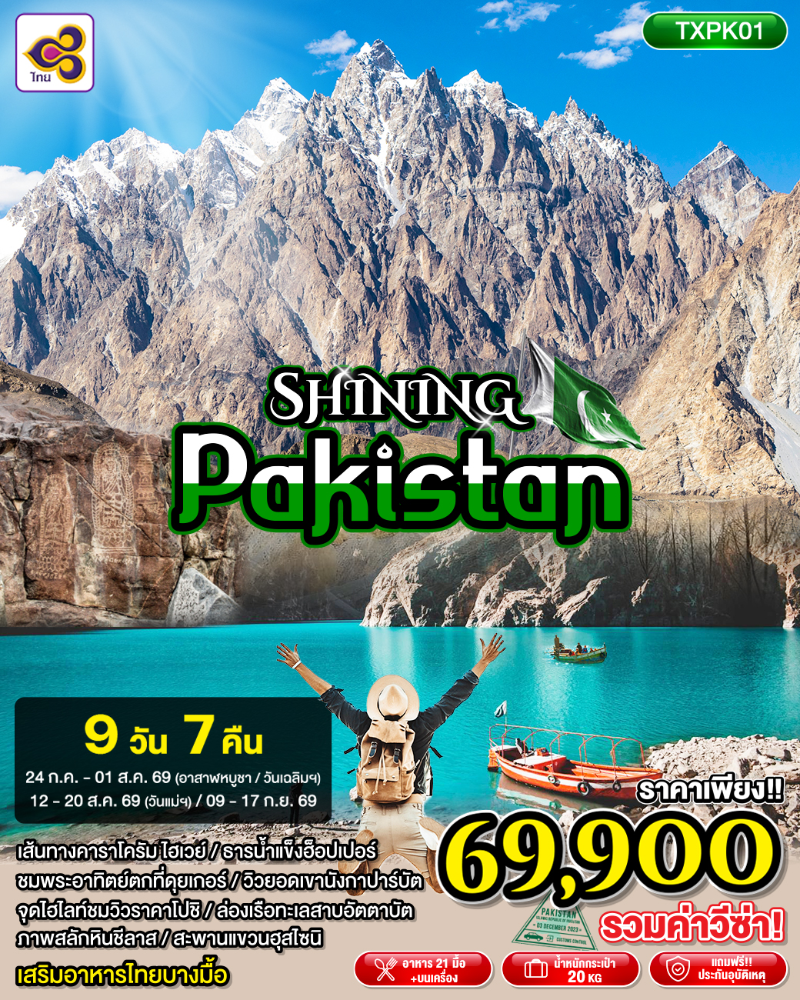 ไทย
TXPK01
SHINING
Pakistan
9 วัน 7 คืน
24 ก.ค. - 01 ส.ค. 69 (อาสาฬหบูชา / วันเฉลิมฯ)
12 - 20 ส.ค. 69 (วันแม่ฯ) / 09 - 17 ก.ย. 69
ราคาเพียง!!
69,900
รวมค่าวีซ่า!
เส้นทางคาราโครัม ไฮเวย์ / ธารน้ำแข็งฮ็อปเปอร์
ชมพระอาทิตย์ตกที่ดุยเกอร์ / วิวยอดเขานังกาปาร์บัต
จุดไฮไลท์ชมวิวราคาโปชิ / ล่องเรือทะเลสาบอัตตาบัต
ภาพสลักหินชีลาส / สะพานแขวนฮุสไซนี
เสริมอาหารไทยบางมื้อ
PAKISTAN
ISLAMIC REPUBLIC OF PAKISTAN
03 DECEMBER 2023
CUSTOMS CONTROL
อาหาร 21 มื้อ
+บนเครื่อง
น้ำหนักกระเป๋า
20 KG
แถมฟรี!!
ประกันอุบัติเหตุ